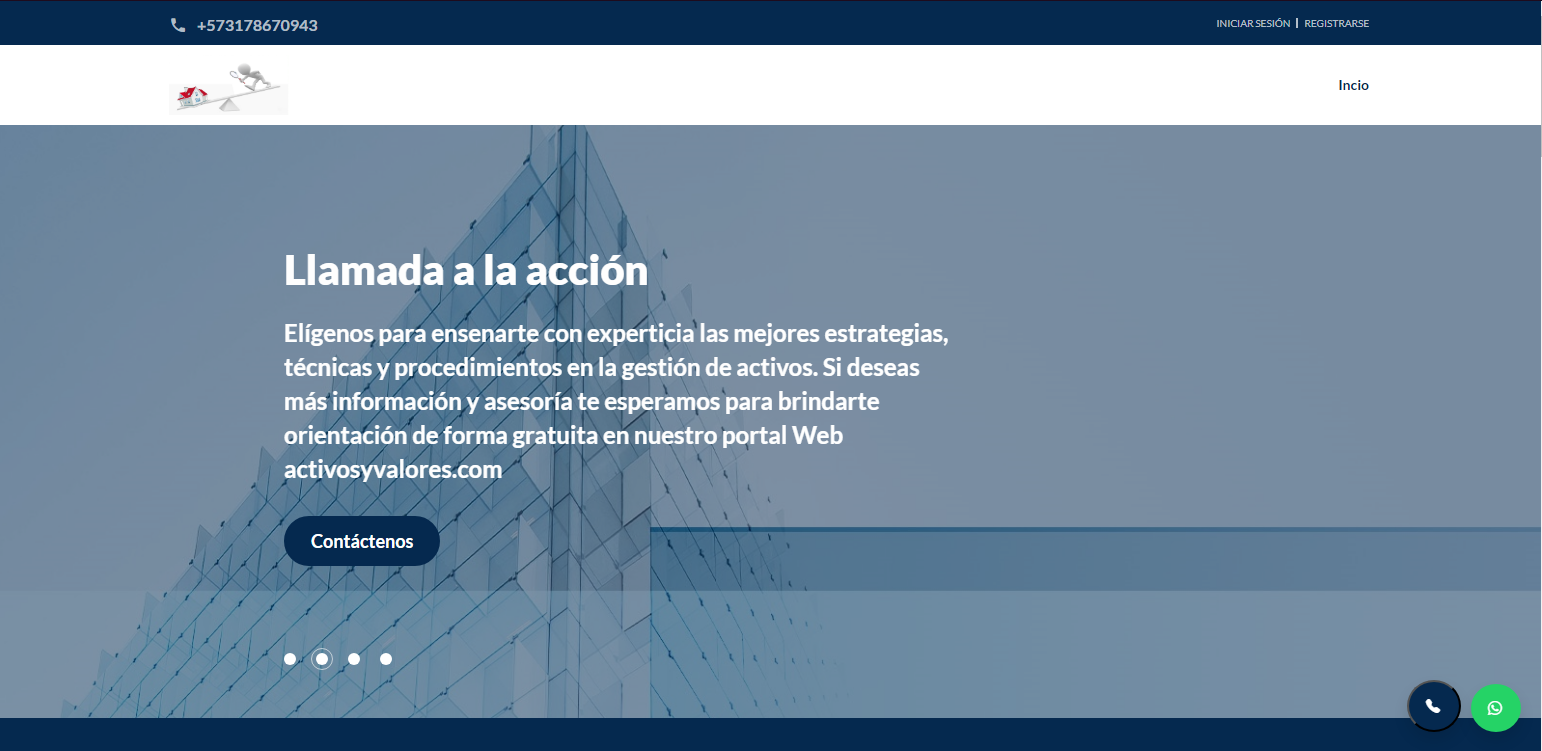 +573178670943
INICIAR SESIÓN | REGISTRARSE
Incio
Llamada a la acción
Elígenos para ensenarte con experticia las mejores estrategias,
técnicas y procedimientos en la gestión de activos. Si deseas
más información y asesoría te esperamos para brindarte
orientación de forma gratuita en nuestro portal Web
activosyvalores.com
Contáctenos